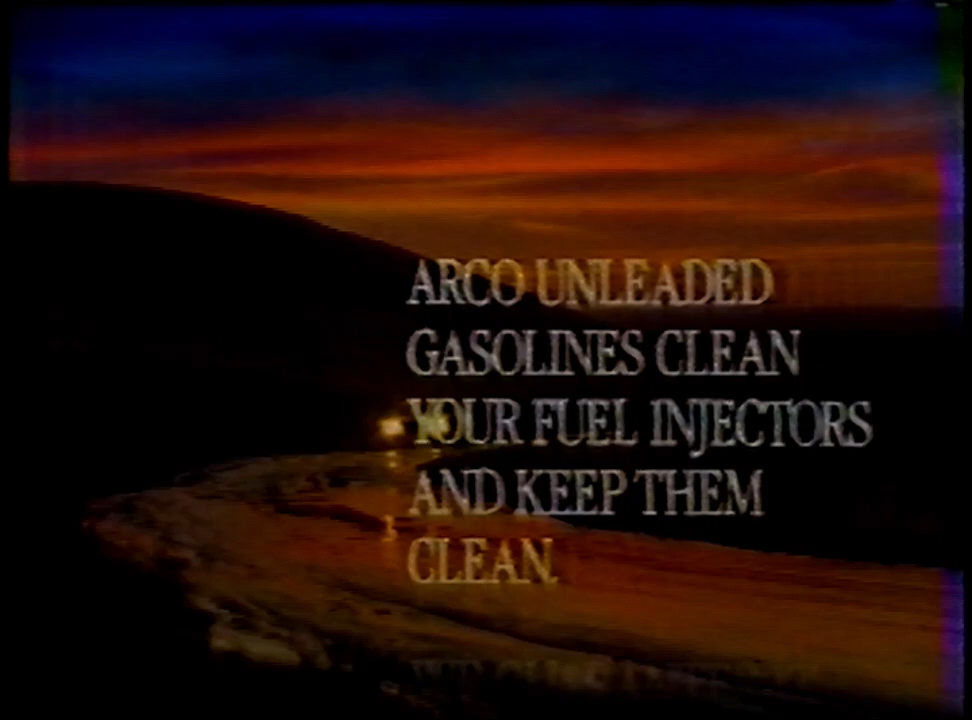 ARCO UNLEADED
GASOLINES CLEAN
YOUR FUEL INJECTORS
AND KEEP THEM
CLEAN.